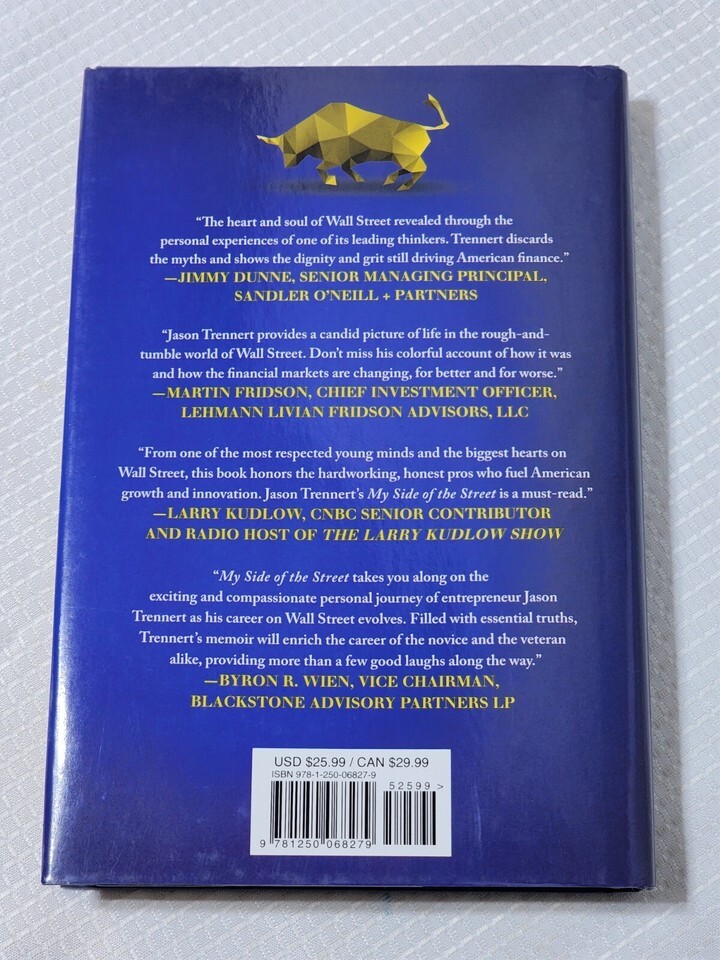 “The heart and soul of Wall Street revealed through the
personal experiences of one of its leading thinkers. Trennert discards
the myths and shows the dignity and grit still driving American finance.”
—JIMMY DUNNE, SENIOR MANAGING PRINCIPAL,
SANDLER O’NEILL + PARTNERS
“Jason Trennert provides a candid picture of life in the rough-and-
tumble world of Wall Street. Don’t miss his colorful account of how it was
and how the financial markets are changing, for better and for worse.”
—MARTIN FRIDSON, CHIEF INVESTMENT OFFICER,
LEHMANN LIVIAN FRIDSON ADVISORS, LLC
“From one of the most respected young minds and the biggest hearts on
Wall Street, this book honors the hardworking, honest pros who fuel American
growth and innovation. Jason Trennert’s My Side of the Street is a must-read.”
—LARRY KUDLOW, CNBC SENIOR CONTRIBUTOR
AND RADIO HOST OF THE LARRY KUDLOW SHOW
“My Side of the Street takes you along on the
exciting and compassionate personal journey of entrepreneur Jason
Trennert as his career on Wall Street evolves. Filled with essential truths,
Trennert’s memoir will enrich the career of the novice and the veteran
alike, providing more than a few good laughs along the way.”
—BYRON R. WIEN, VICE CHAIRMAN,
BLACKSTONE ADVISORY PARTNERS LP
USD $25.99 / CAN $29.99
ISBN 978-1-250-06827-9
52599 >
9 781250 068279